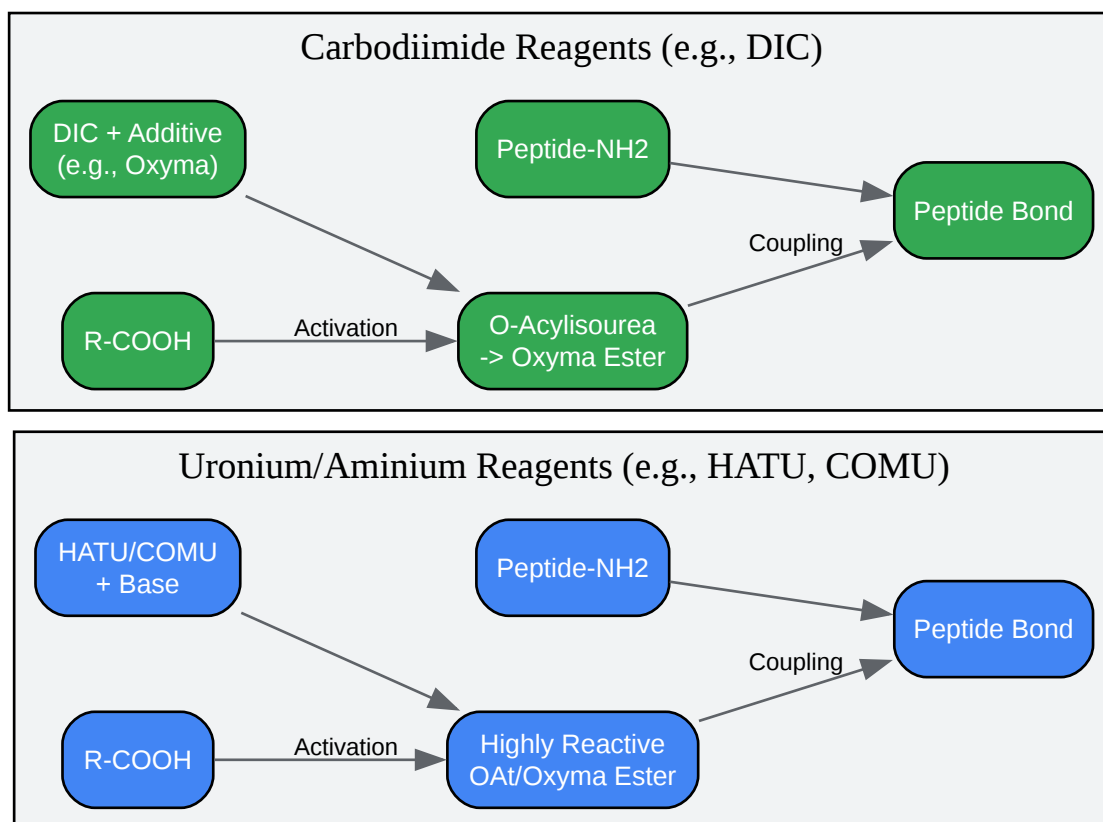 Carbodiimide Reagents (e.g., DIC)
DIC + Additive
(e.g., Oxyma)
Peptide-NH2
Peptide Bond
Coupling
R-COOH
Activation
O-Acylisourea
-> Oxyma Ester
Uronium/Aminium Reagents (e.g., HATU, COMU)
HATU/COMU
+ Base
Peptide-NH2
Peptide Bond
Coupling
R-COOH
Activation
Highly Reactive
OAt/Oxyma Ester